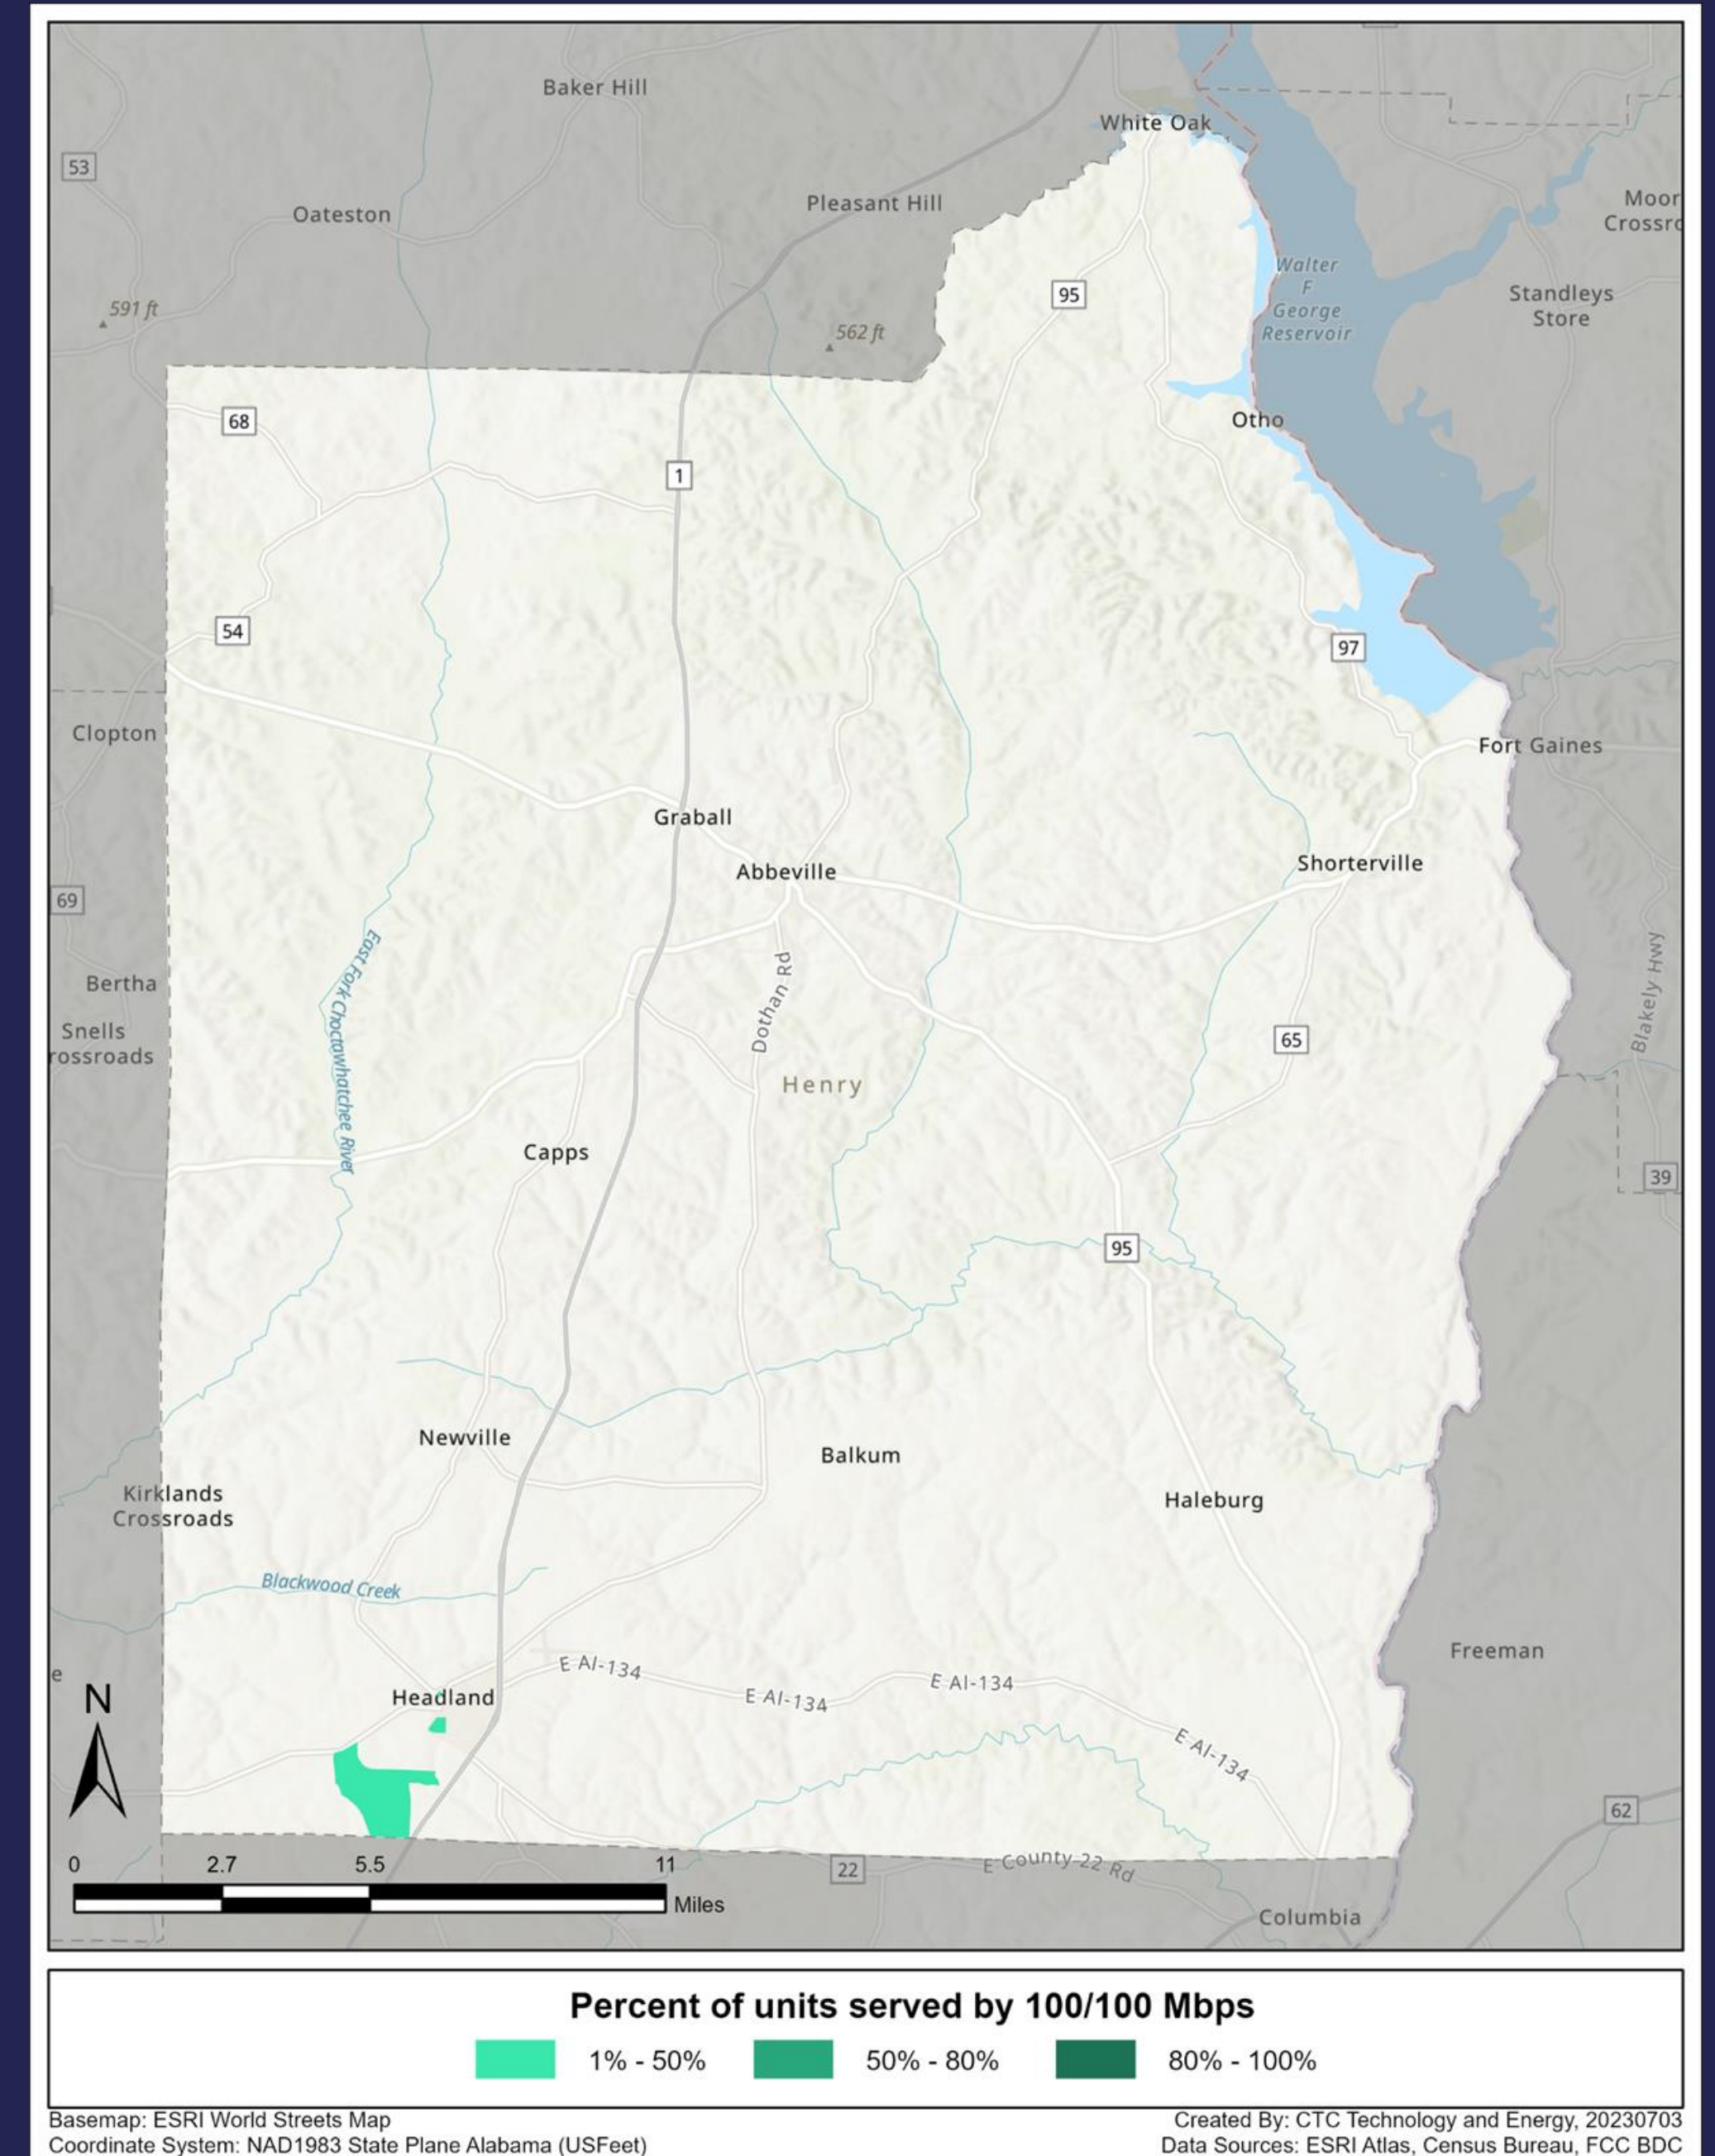 Baker Hill
White Oak
53
Oateston
Pleasant Hill
Moor
Crossro
Walter
F
George
Reservoir
95
Standleys
Store
591 ft
562 ft
68
Otho
1
54
97
Clopton
Fort Gaines
Graball
Abbeville
Shorterville
69
East Fork Choctawhatchee River
Dothan Rd
Blakely Hwy
Bertha
Snells
rossroads
65
Henry
Capps
39
95
Newville
Balkum
Kirklands
Crossroads
Haleburg
Blackwood Creek
Freeman
e
N
Headland
E Al-134
E Al-134
E Al-134
E Al-134
62
0 2.7 5.5 11
Miles
22
E County 22 Rd
Columbia
Percent of units served by 100/100 Mbps
1% - 50% 50% - 80% 80% - 100%
Basemap: ESRI World Streets Map
Coordinate System: NAD1983 State Plane Alabama (USFeet)
Created By: CTC Technology and Energy, 20230703
Data Sources: ESRI Atlas, Census Bureau, FCC BDC